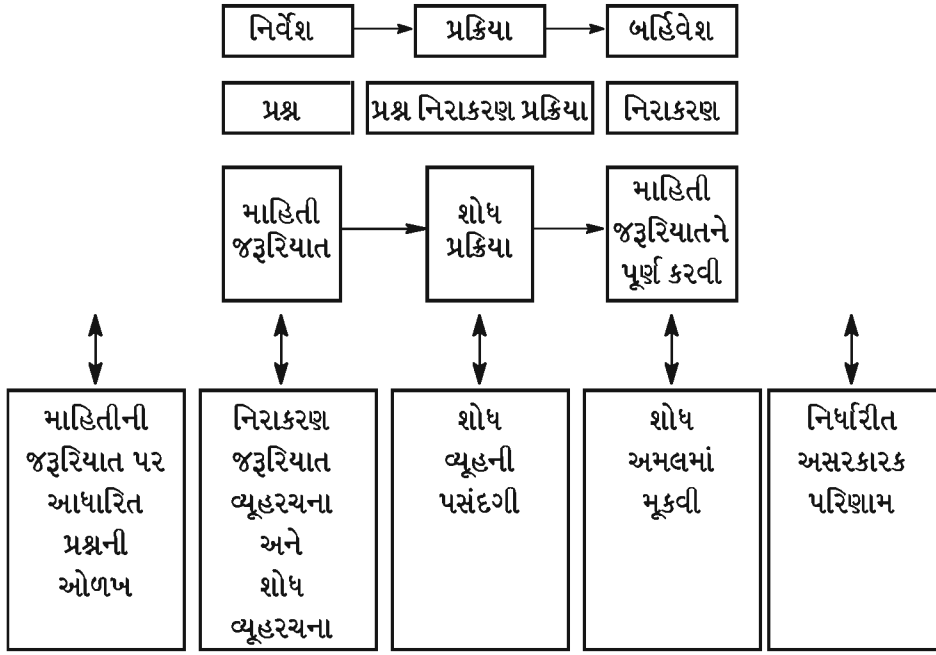 નિર્વેશ
પ્રક્રિયા
બર્હિવેશ
પ્રશ્ન
પ્રશ્ન નિરાકરણ પ્રક્રિયા
નિરાકરણ
માહિતી
જરૂરિયાત
શોધ
પ્રક્રિયા
માહિતી
જરૂરિયાતને
પૂર્ણ કરવી
માહિતીની
જરૂરિયાત પર
આધારિત
પ્રશ્નની
ઓળખ
નિરાકરણ
જરૂરિયાત
વ્યૂહરચના
અને
શોધ
વ્યૂહરચના
શોધ
વ્યૂહની
પસંદગી
શોધ
અમલમાં
મૂકવી
નિર્ધારીત
અસરકારક
પરિણામ